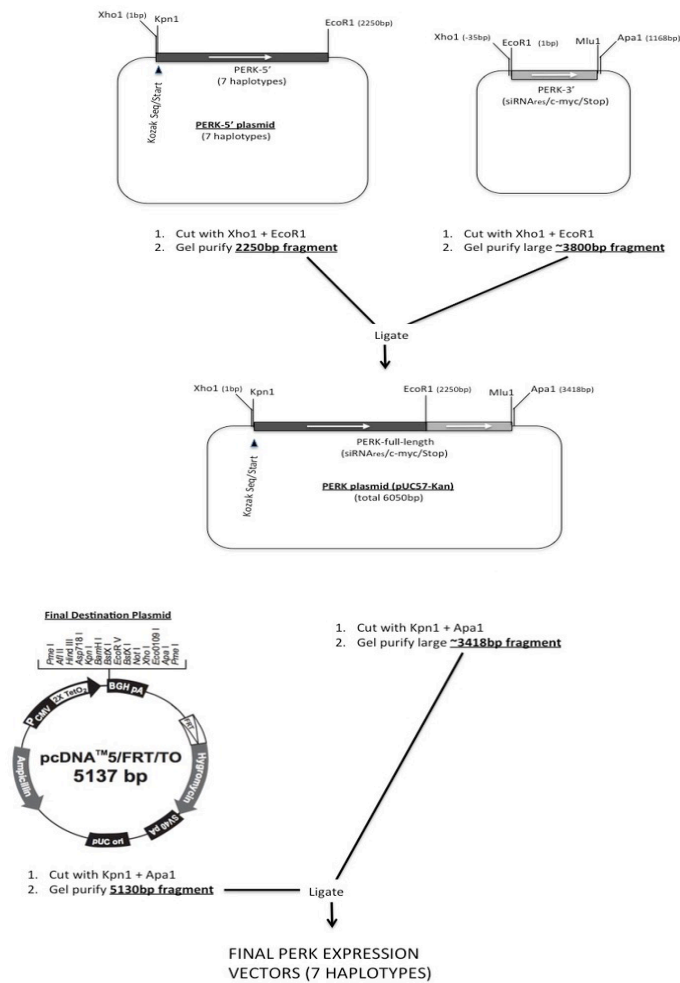 Xho1 (1bp) Kpn1
EcoR1 (2250bp)
PERK-5'
(7 haplotypes)
Kozak Seq/Start
PERK-5' plasmid
(7 haplotypes)
Xho1 (-35bp)
EcoR1 (1bp)
Mlu1
Apa1 (1168bp)
PERK-3'
(siRNAres/c-myc/Stop)
1. Cut with Xho1 + EcoR1
2. Gel purify 2250bp fragment
1. Cut with Xho1 + EcoR1
2. Gel purify large ~3800bp fragment
Ligate
Xho1 (1bp) Kpn1
EcoR1 (2250bp)
Mlu1
Apa1 (3418bp)
PERK-full-length
(siRNAres/c-myc/Stop)
Kozak Seq/Start
PERK plasmid (pUC57-Kan)
(total 6050bp)
Final Destination Plasmid
Pme I
Afl II
Hind III
Asp718 I
Kpn I
BamH I
BstX I
EcoR V
BstX I
Not I
Xho I
Eco0109 I
Apa I
Pme I
P CMV
2X TetO2
BGH pA
FRT
Hygromycin
SV40 pA
pUC ori
Ampicillin
pcDNA™5/FRT/TO
5137 bp
1. Cut with Kpn1 + Apa1
2. Gel purify large ~3418bp fragment
1. Cut with Kpn1 + Apa1
2. Gel purify 5130bp fragment
Ligate
FINAL PERK EXPRESSION
VECTORS (7 HAPLOTYPES)